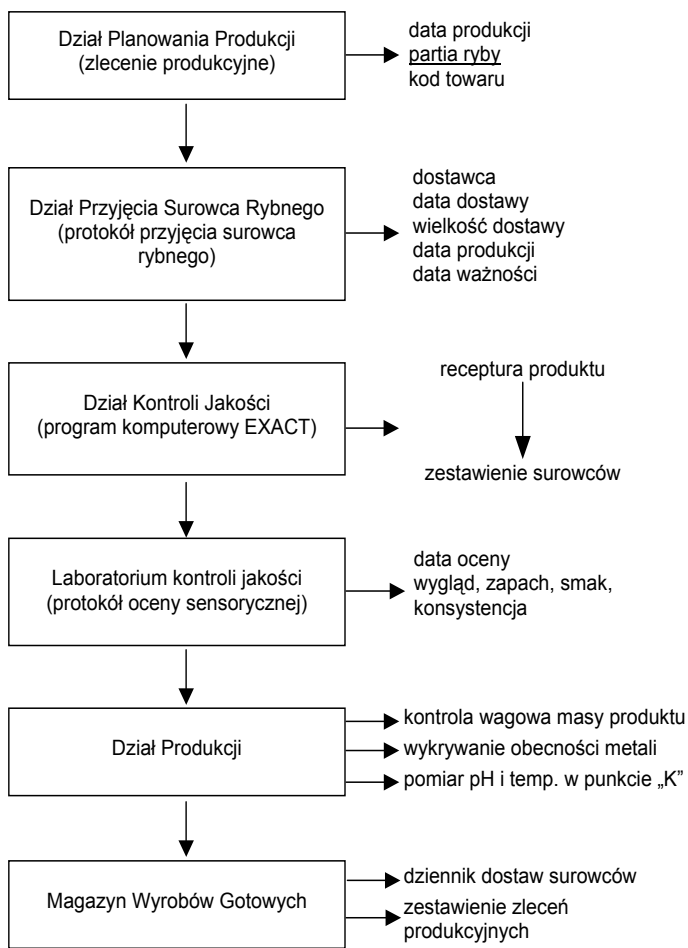 Dział Planowania Produkcji
(zlecenie produkcyjne)
data produkcji
partia ryby
kod towaru
Dział Przyjęcia Surowca Rybnego
(protokół przyjęcia surowca
rybnego)
dostawca
data dostawy
wielkość dostawy
data produkcji
data ważności
Dział Kontroli Jakości
(program komputerowy EXACT)
receptura produktu
zestawienie surowców
Laboratorium kontroli jakości
(protokół oceny sensorycznej)
data oceny
wygląd, zapach, smak,
konsystencja
Dział Produkcji
kontrola wagowa masy produktu
wykrywanie obecności metali
pomiar pH i temp. w punkcie „K”
Magazyn Wyrobów Gotowych
dziennik dostaw surowców
zestawienie zleceń
produkcyjnych